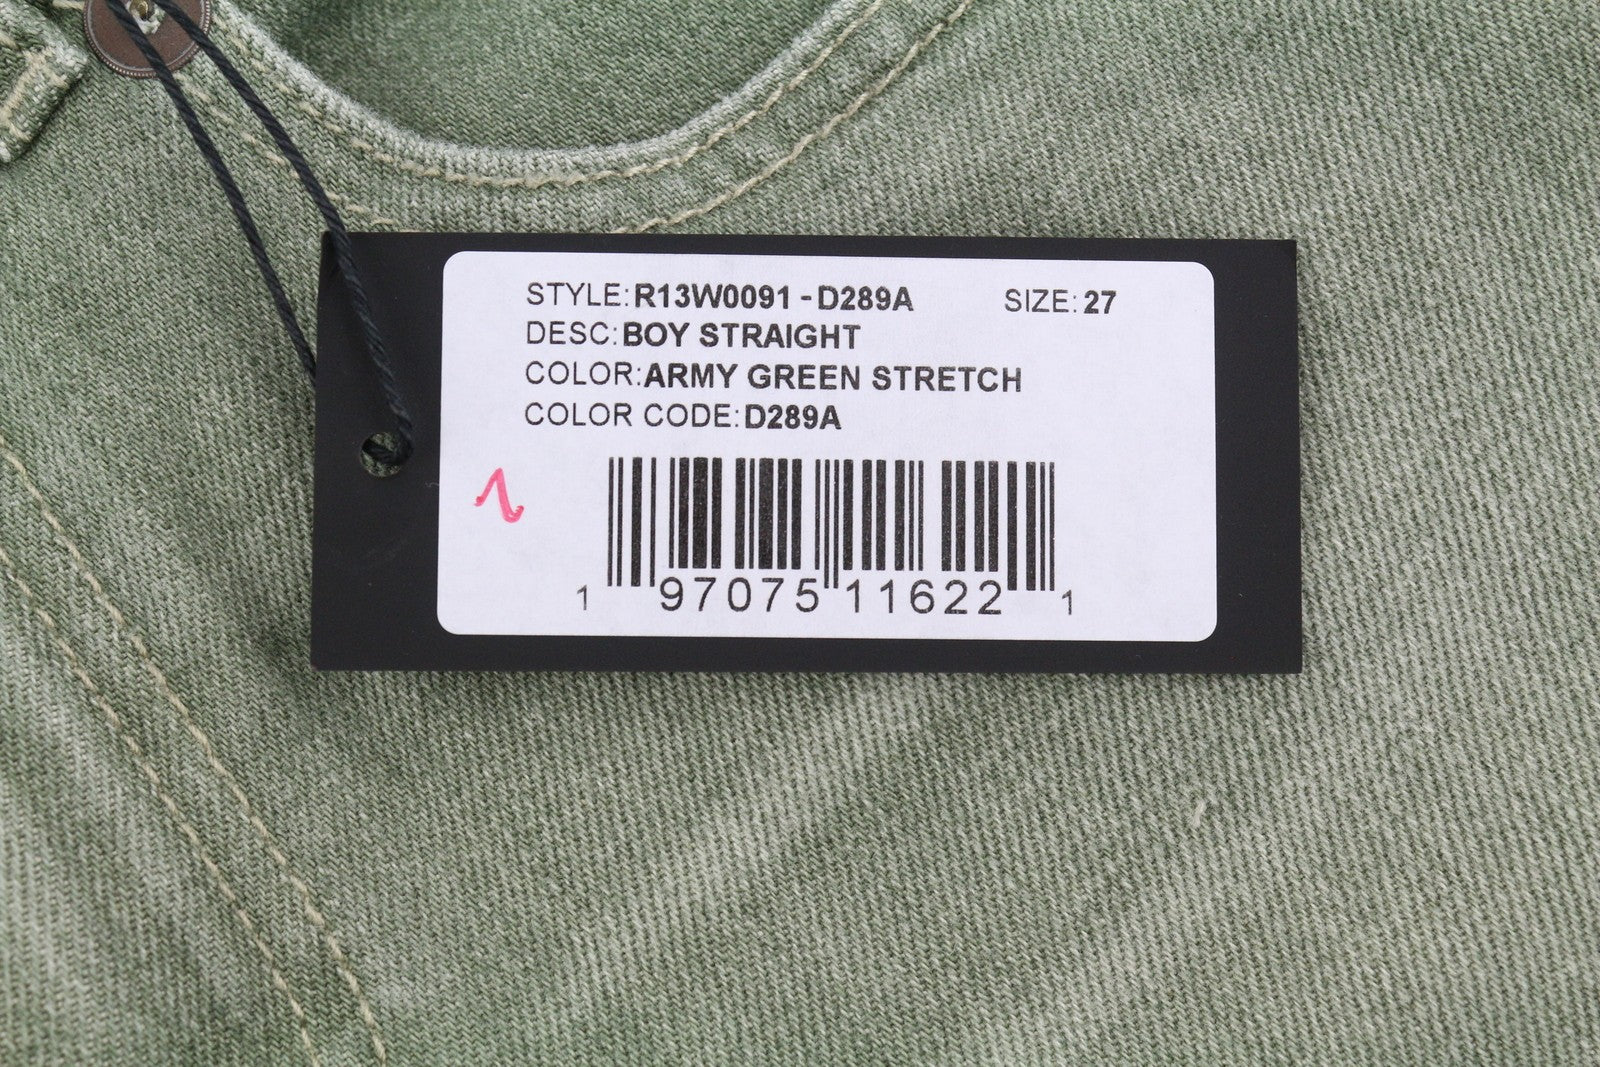 STYLE:R13W0091-D289A SIZE:27
DESC:BOY STRAIGHT
COLOR:ARMY GREEN STRETCH
COLOR CODE:D289A
1 97075 11622 1